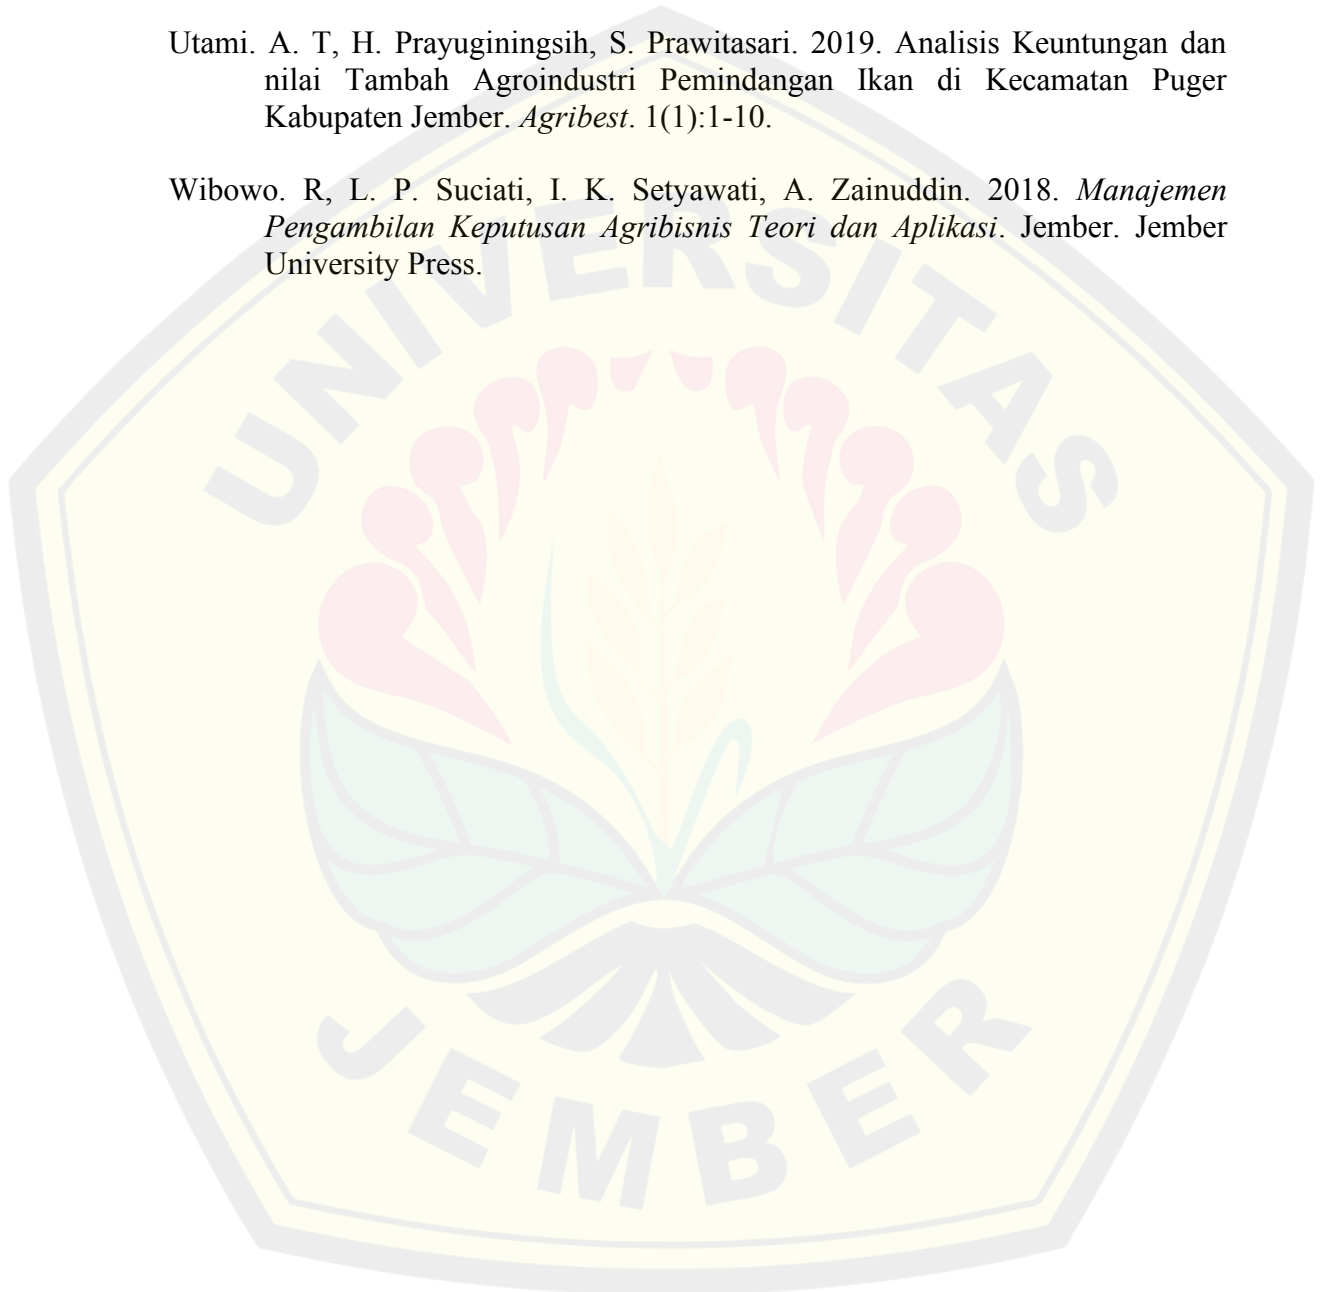 Utami. A. T, H. Prayuginingsih, S. Prawitasari. 2019. Analisis Keuntungan dan
nilai Tambah Agroindustri Pemindangan Ikan di Kecamatan Puger
Kabupaten Jember. Agribest. 1(1):1-10.
Wibowo. R, L. P. Suciati, I. K. Setyawati, A. Zainuddin. 2018. Manajemen
Pengambilan Keputusan Agribisnis Teori dan Aplikasi. Jember. Jember
University Press.
UNIVERSITAS
JEMBER